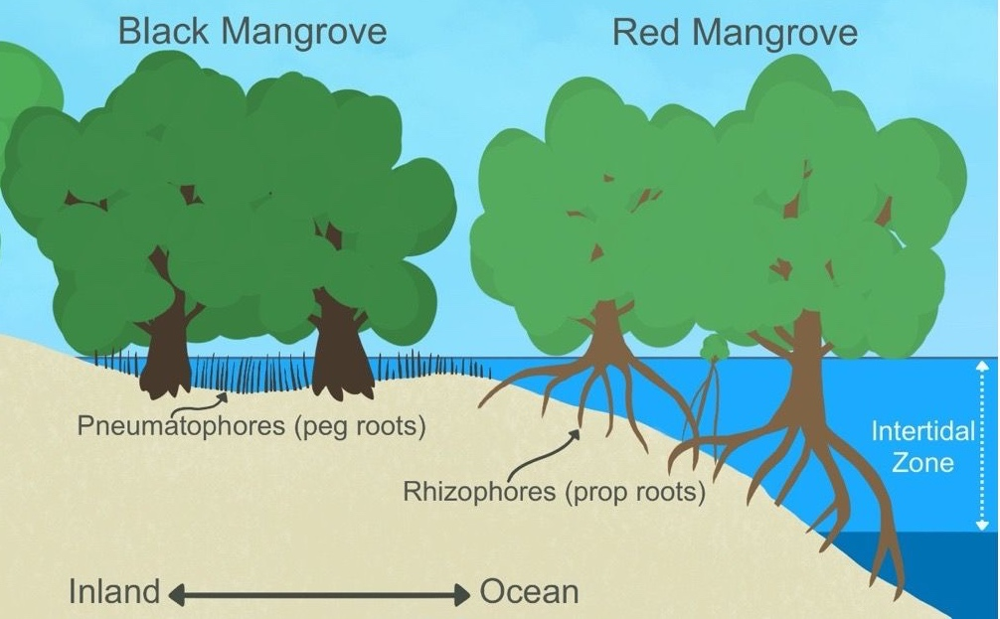 Black Mangrove
Red Mangrove
Pneumatophores (peg roots)
Intertidal
Zone
Rhizophores (prop roots)
Inland
Ocean